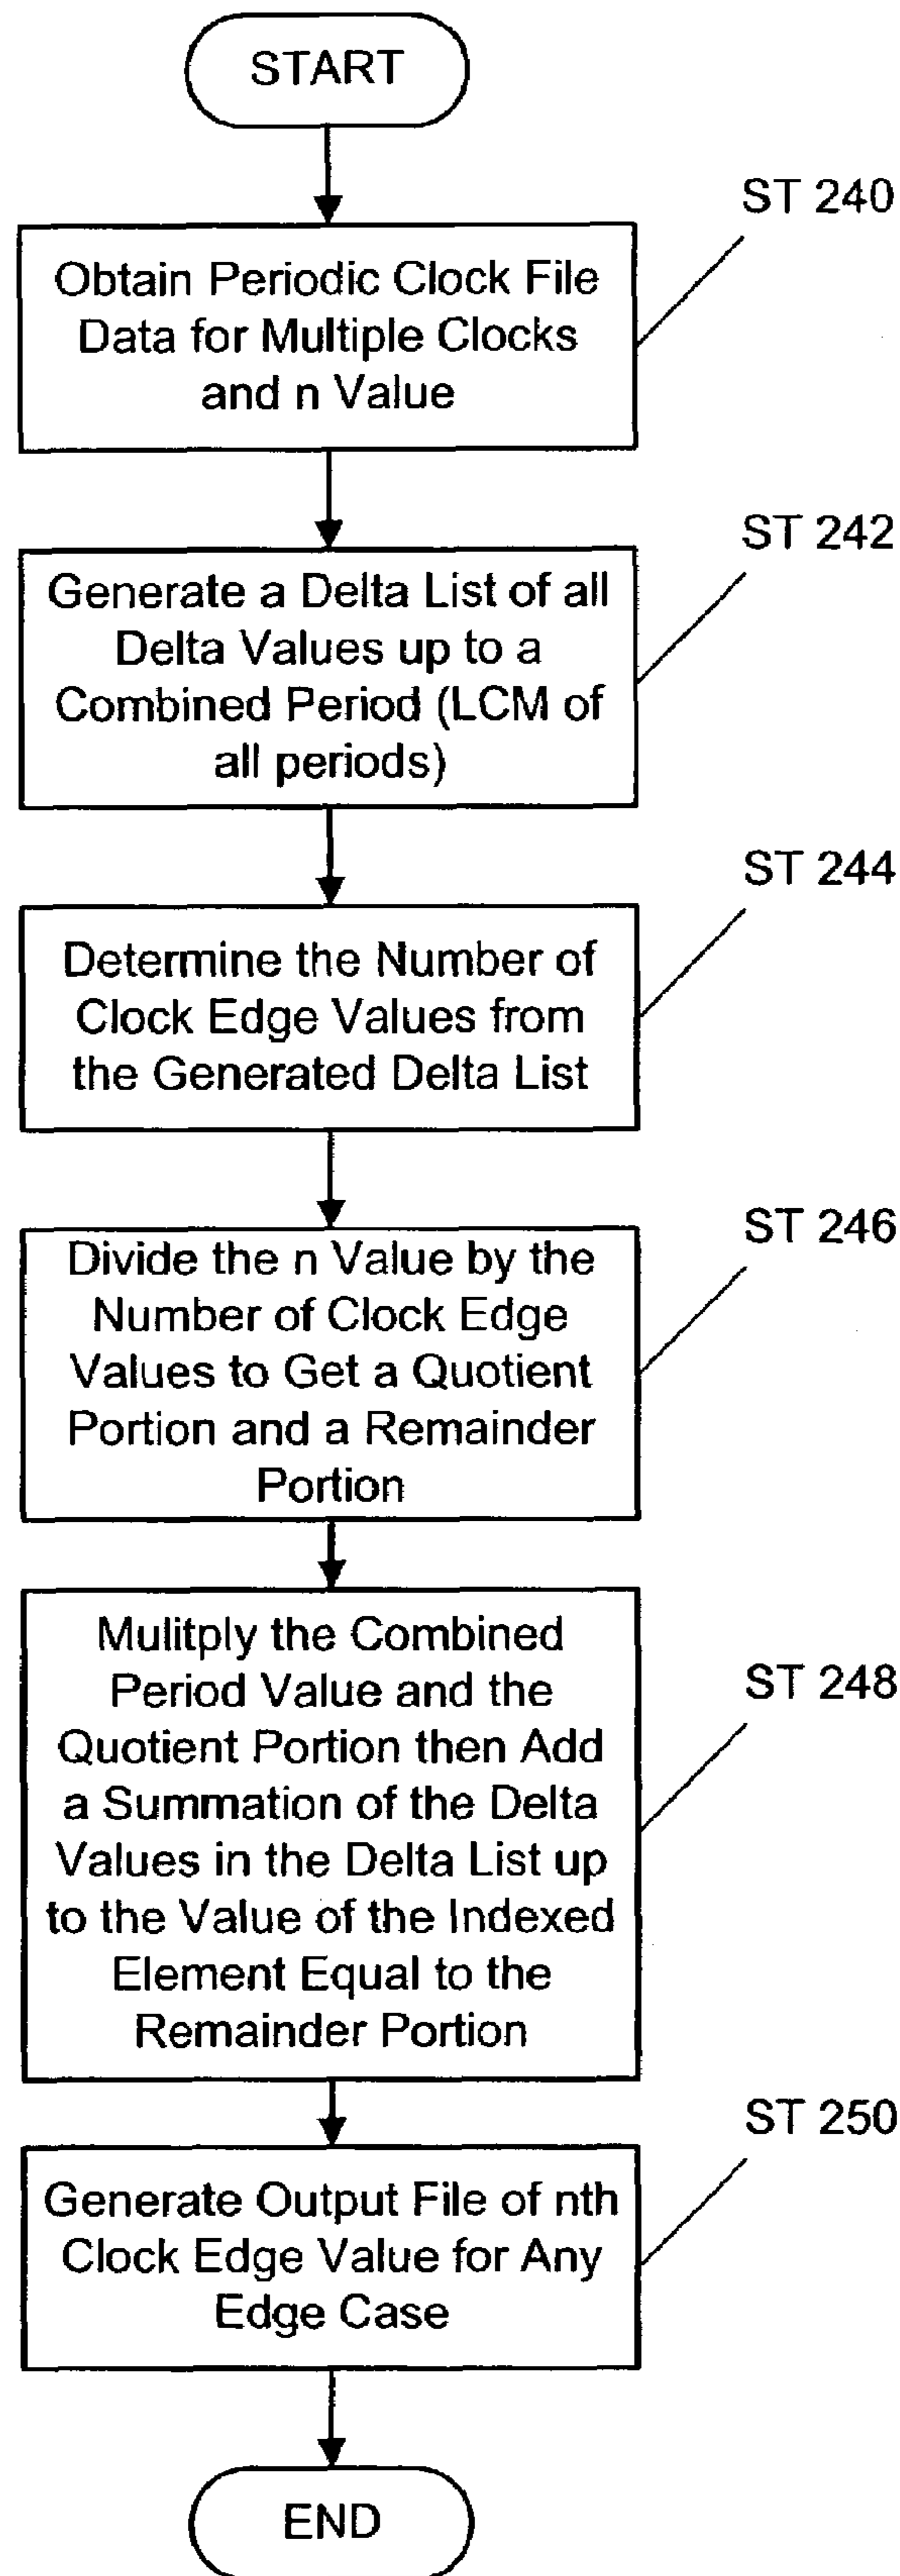 START
ST 240
Obtain Periodic Clock File
Data for Multiple Clocks
and n Value
ST 242
Generate a Delta List of all
Delta Values up to a
Combined Period (LCM of
all periods)
ST 244
Determine the Number of
Clock Edge Values from
the Generated Delta List
ST 246
Divide the n Value by the
Number of Clock Edge
Values to Get a Quotient
Portion and a Remainder
Portion
ST 248
Mulitply the Combined
Period Value and the
Quotient Portion then Add
a Summation of the Delta
Values in the Delta List up
to the Value of the Indexed
Element Equal to the
Remainder Portion
ST 250
Generate Output File of nth
Clock Edge Value for Any
Edge Case
END